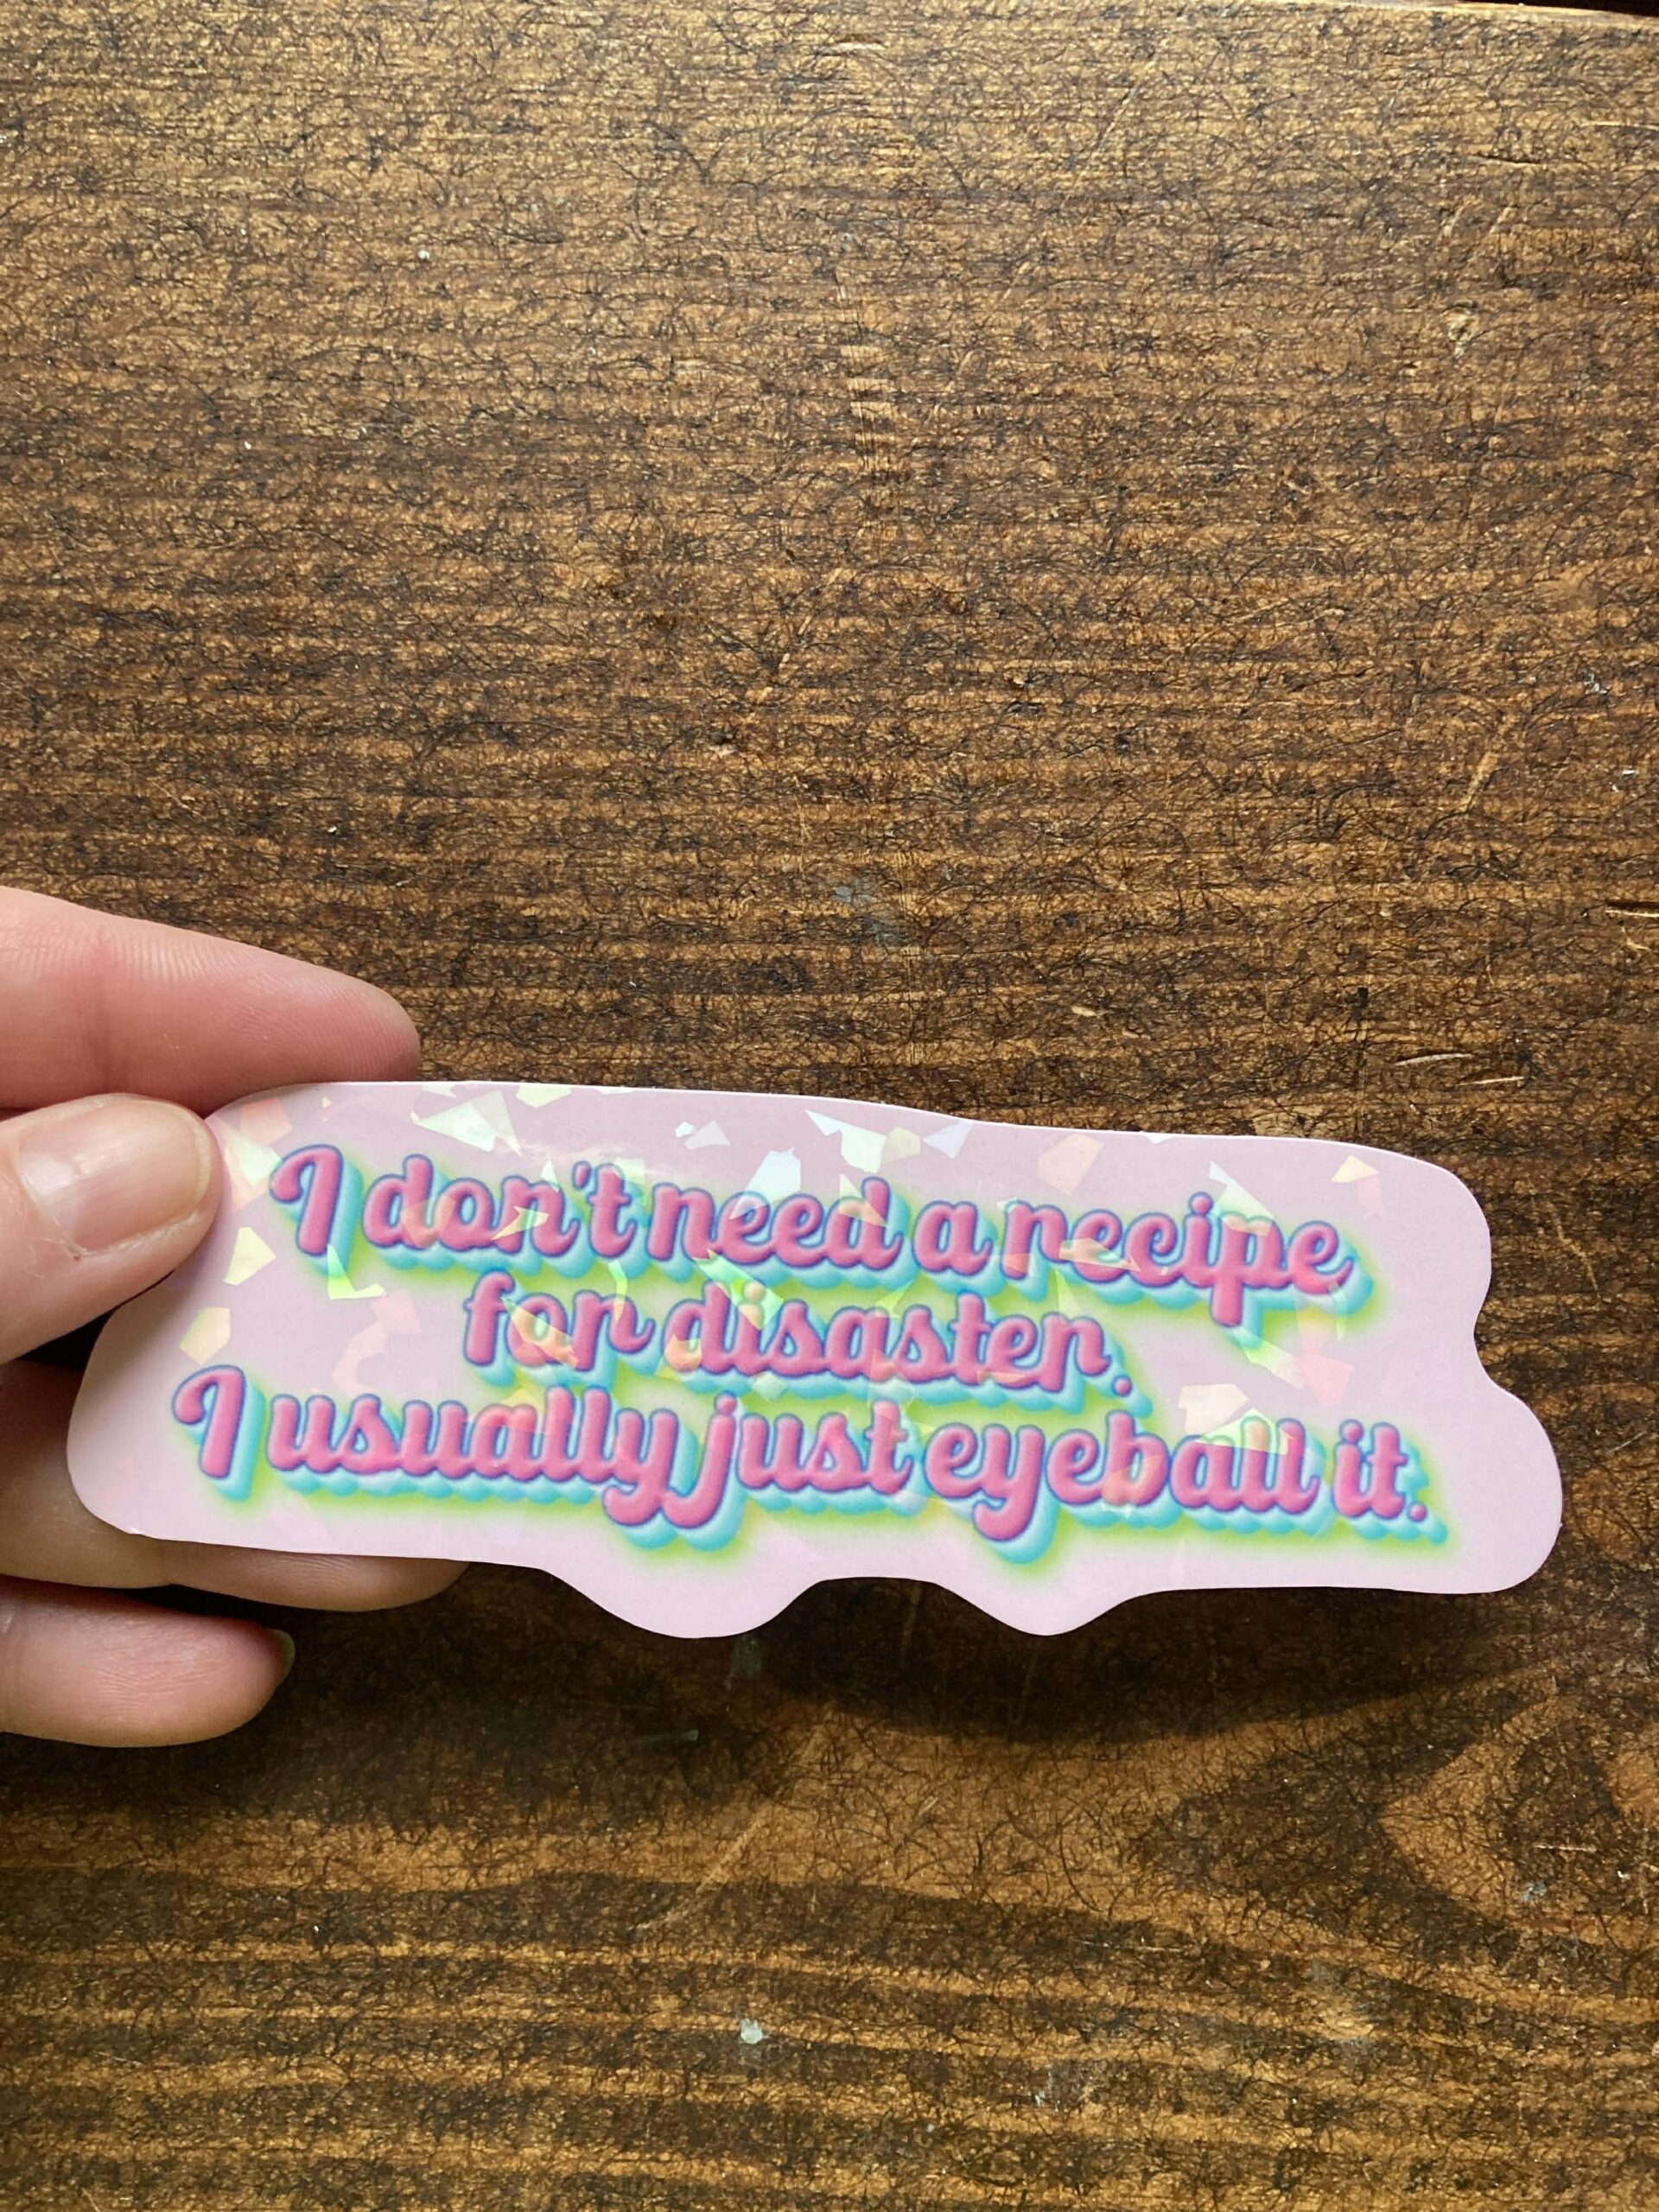 I don't need a recipe
for disaster.
I usually just eyeball it.